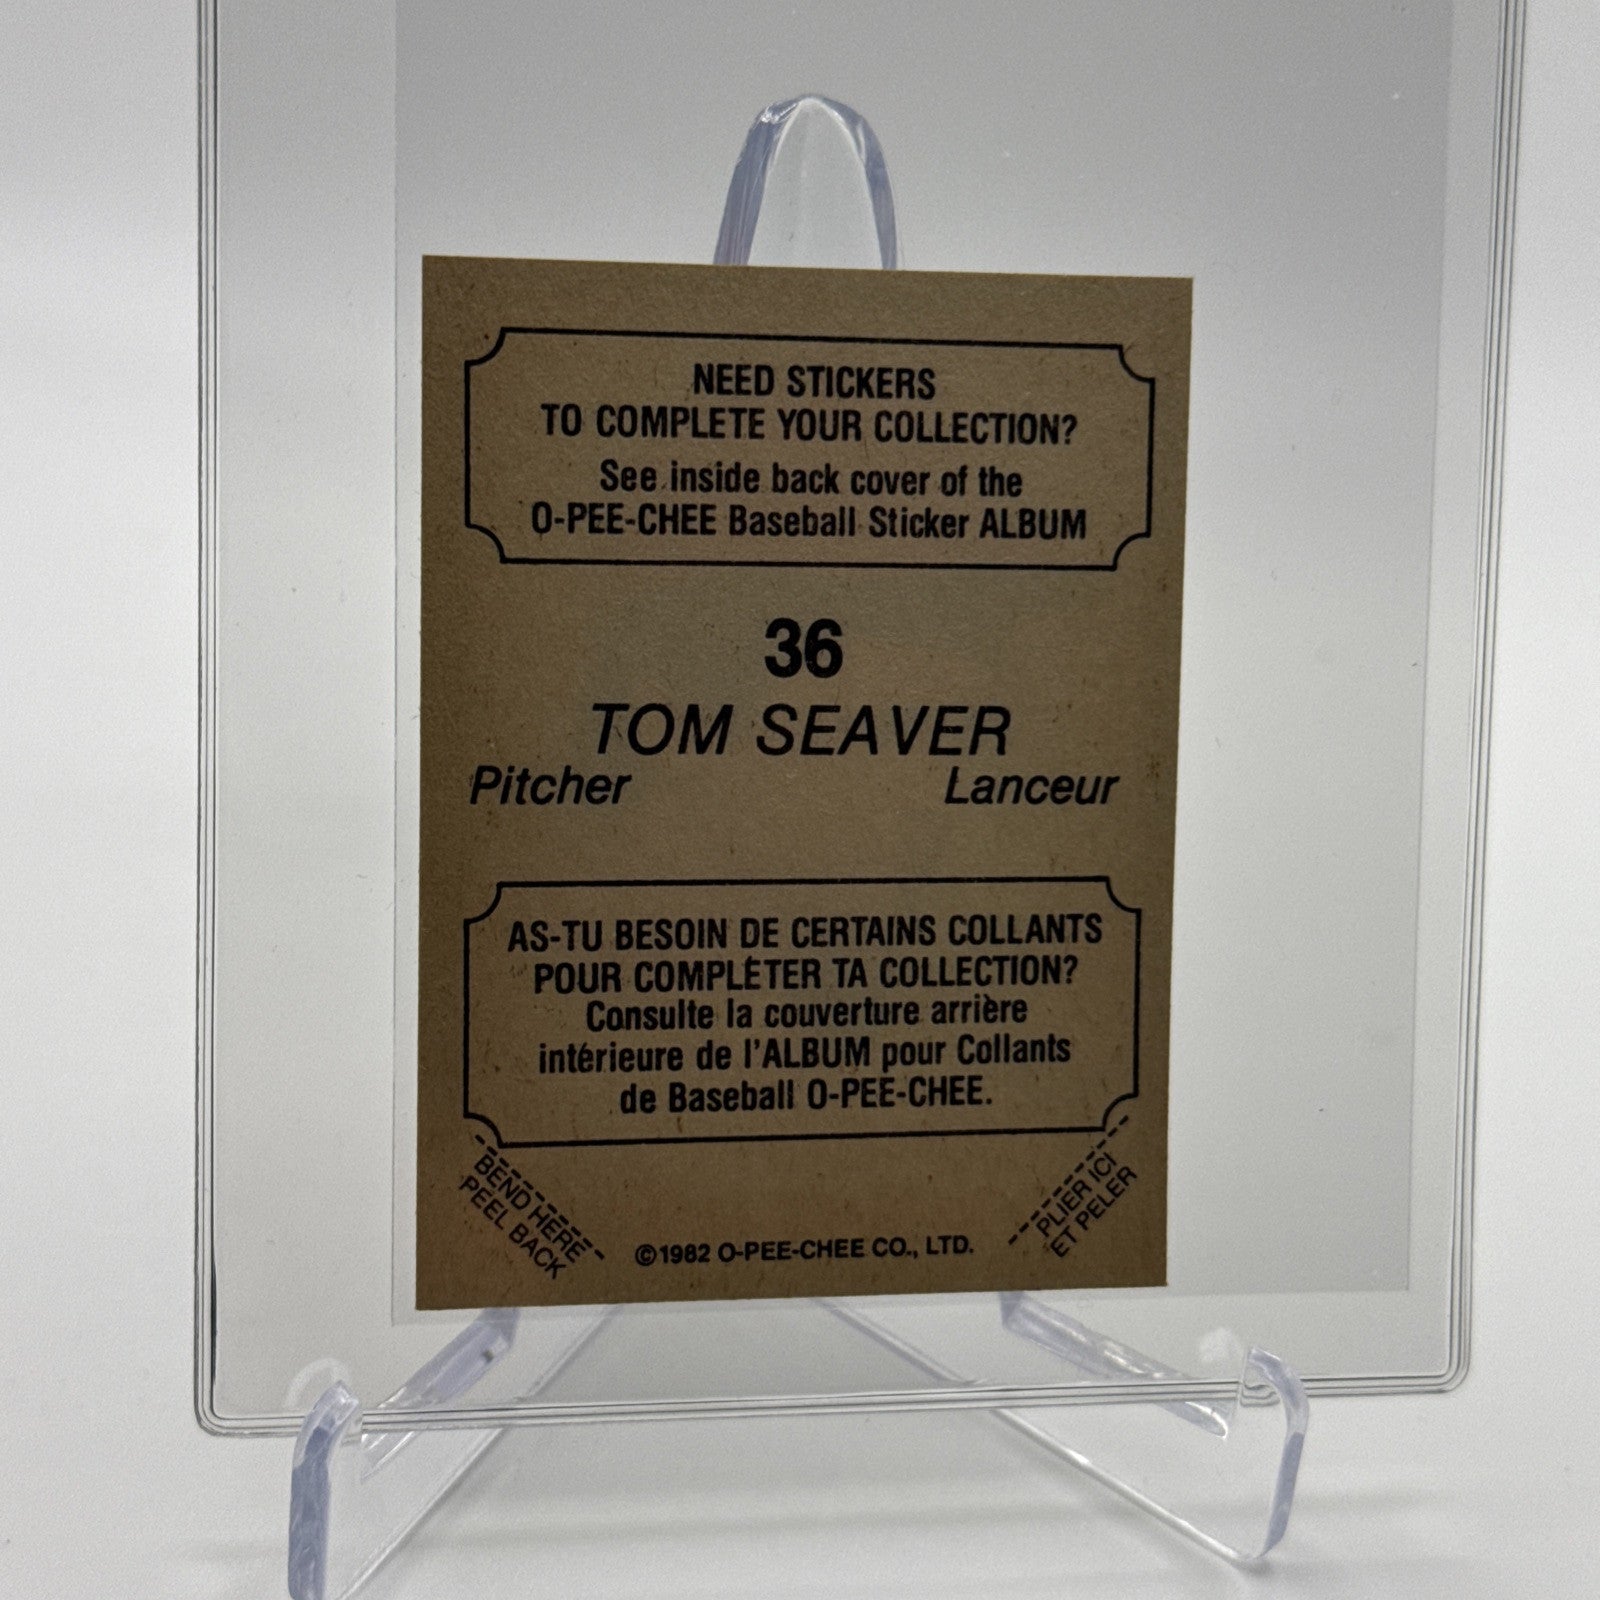 NEED STICKERS
TO COMPLETE YOUR COLLECTION?
See inside back cover of the
O-PEE-CHEE Baseball Sticker ALBUM
36
TOM SEAVER
Pitcher Lanceur
AS-TU BESOIN DE CERTAINS COLLANTS
POUR COMPLÉTER TA COLLECTION?
Consulte la couverture arrière
intérieure de l'ALBUM pour Collants
de Baseball O-PEE-CHEE.
BEND HERE
PEEL BACK
©1982 O-PEE-CHEE CO., LTD.
PLIER ICI
ET PELER